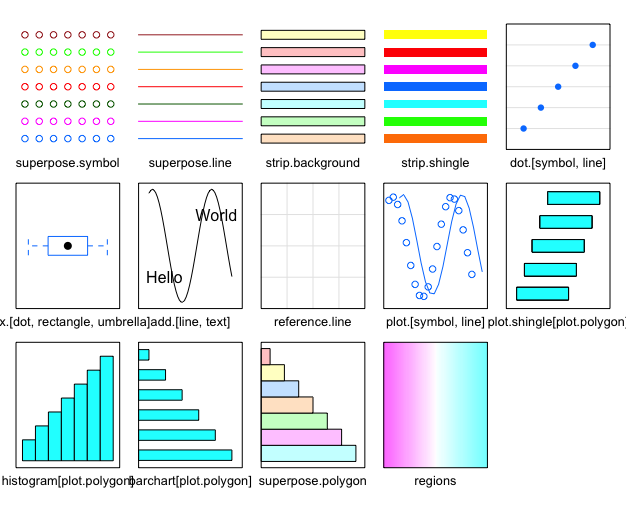 superpose.symbol superpose.line strip.background strip.shingle dot.[symbol, line]
World
Hello
x.[dot, rectangle, umbrella] add.[line, text] reference.line plot.[symbol, line] plot.shingle[plot.polygon]
histogram[plot.polygon] barchart[plot.polygon] superpose.polygon regions